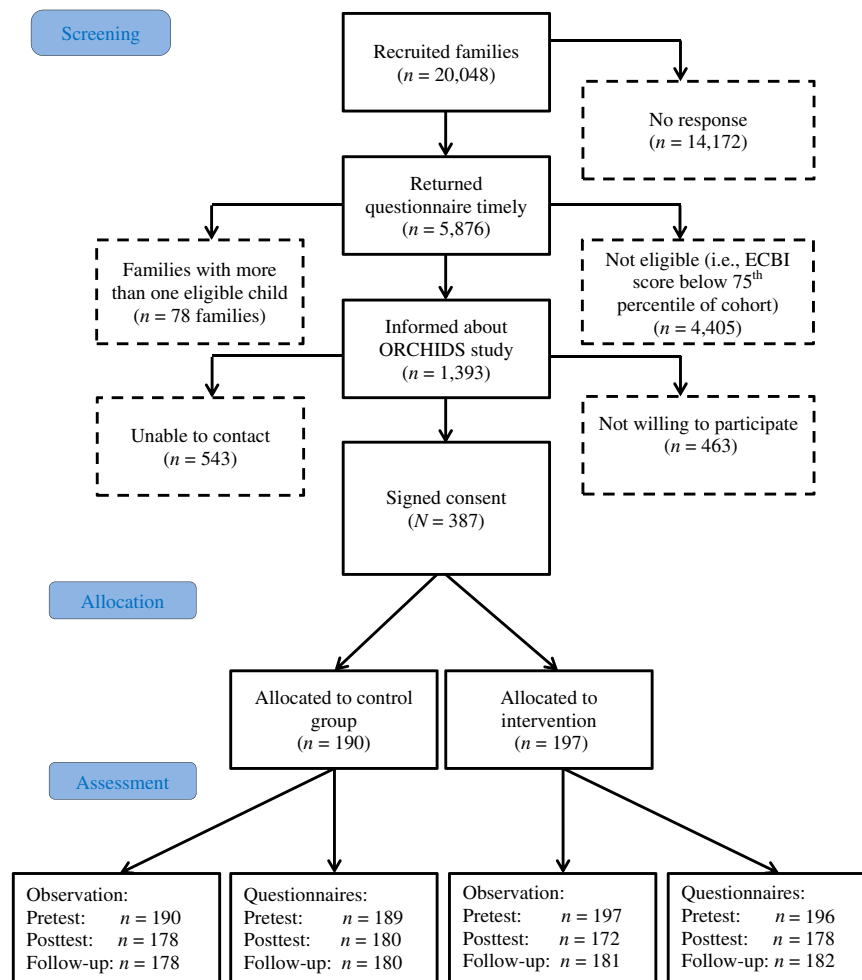 Screening
Recruited families
(n = 20,048)
No response
(n = 14,172)
Returned
questionnaire timely
(n = 5,876)
Families with more
than one eligible child
(n = 78 families)
Not eligible (i.e., ECBI
score below 75th
percentile of cohort)
(n = 4,405)
Informed about
ORCHIDS study
(n = 1,393)
Unable to contact
(n = 543)
Not willing to participate
(n = 463)
Signed consent
(N = 387)
Allocation
Allocated to control
group
(n = 190)
Allocated to
intervention
(n = 197)
Assessment
Observation:
Pretest: n = 190
Posttest: n = 178
Follow-up: n = 178
Questionnaires:
Pretest: n = 189
Posttest: n = 180
Follow-up: n = 180
Observation:
Pretest: n = 197
Posttest: n = 172
Follow-up: n = 181
Questionnaires:
Pretest: n = 196
Posttest: n = 178
Follow-up: n = 182